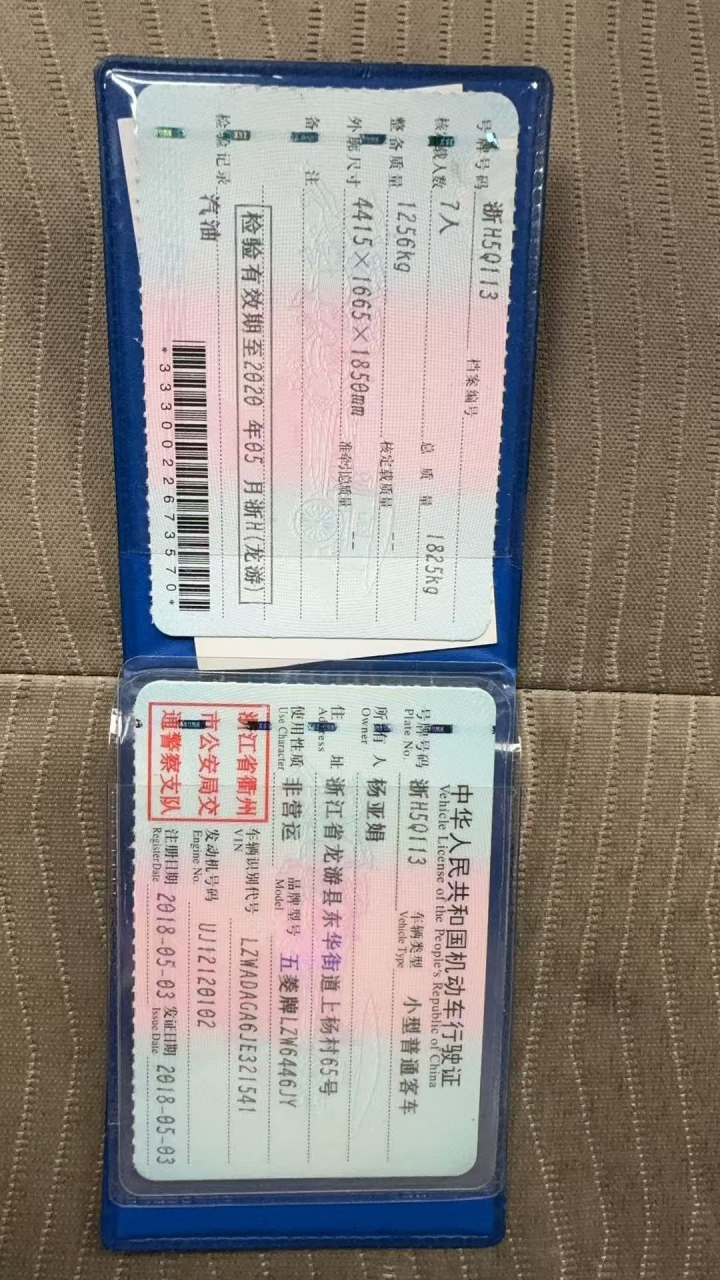 号牌号码 浙H5Q113 档案编号
核定载人数 7人 总质量 1825kg
整备质量 1256kg 核定载质量 --
外廓尺寸 4415×1665×1850mm 准牵引总质量 --
备注
检验有效期至2020年05月浙H(龙游)
检验记录
汽油
*3330022673570*
中华人民共和国机动车行驶证
Vehicle License of the People's Republic of China
号牌号码 浙H5Q113 车辆类型 小型普通客车
Plate No. Vehicle Type
所有人 杨亚娟
Owner
住址 浙江省龙游县东华街道上杨村65号
Address
使用性质 非营运 品牌型号 五菱牌LZW6446JY
Use Character Model
浙江省衢州
市公安局交
通警察支队
车辆识别代号 LZWADAGA6JE321541
VIN
发动机号码 UJ12120102
Engine No.
注册日期 2018-05-03 发证日期 2018-05-03
Register Date Issue Date